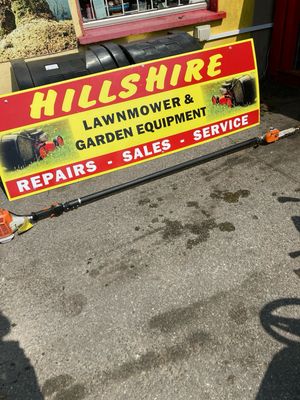 HILLSHIRE
LAWNMOWER &
GARDEN EQUIPMENT
REPAIRS - SALES - SERVICE